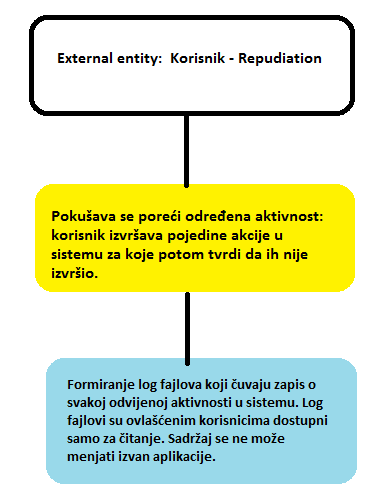 External entity:  Korisnik - Repudiation
Pokušava se poreći određena aktivnost:
korisnik izvršava pojedine akcije u
sistemu za koje potom tvrdi da ih nije
izvršio.
Formiranje log fajlova koji čuvaju zapis o
svakoj odvijenoj aktivnosti u sistemu. Log
fajlovi su ovlašćenim korisnicima dostupni
samo za čitanje. Sadržaj se ne može
menjati izvan aplikacije.